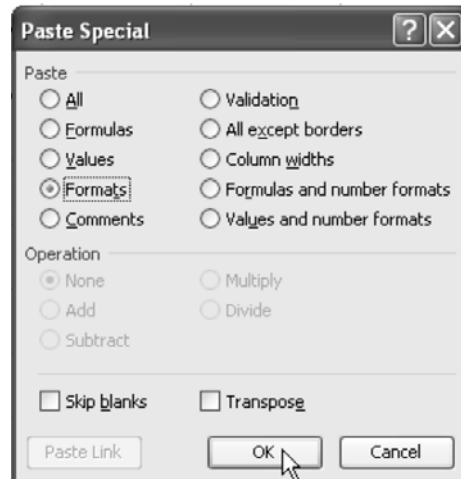 Paste Special
Paste
All Validation
Formulas All except borders
Values Column widths
Formats Formulas and number formats
Comments Values and number formats
Operation
None Multiply
Add Divide
Subtract
Skip blanks Transpose
Paste Link OK Cancel